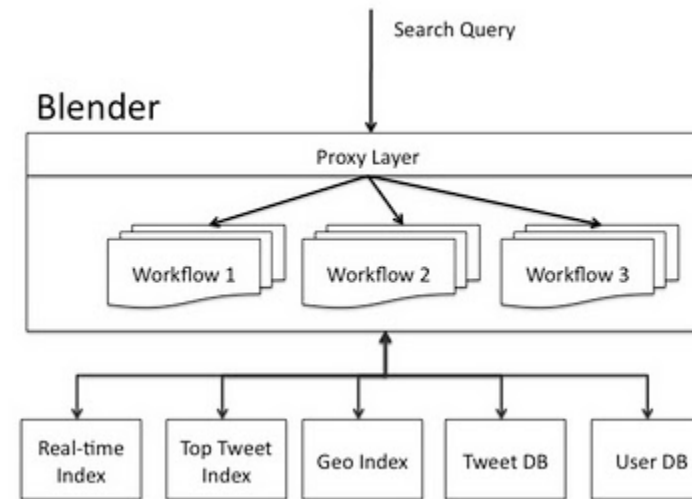 Search Query
Blender
Proxy Layer
Workflow 1
Workflow 2
Workflow 3
Real-time
Index
Top Tweet
Index
Geo Index
Tweet DB
User DB